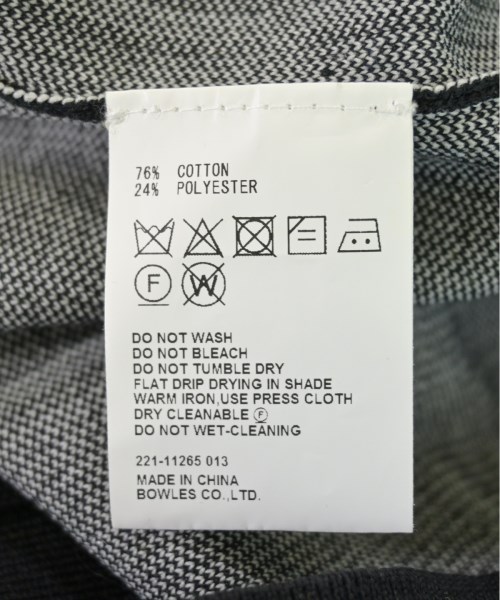 76% COTTON
24% POLYESTER
F W
DO NOT WASH
DO NOT BLEACH
DO NOT TUMBLE DRY
FLAT DRIP DRYING IN SHADE
WARM IRON,USE PRESS CLOTH
DRY CLEANABLE Ⓕ
DO NOT WET-CLEANING
221-11265 013
MADE IN CHINA
BOWLES CO.,LTD.